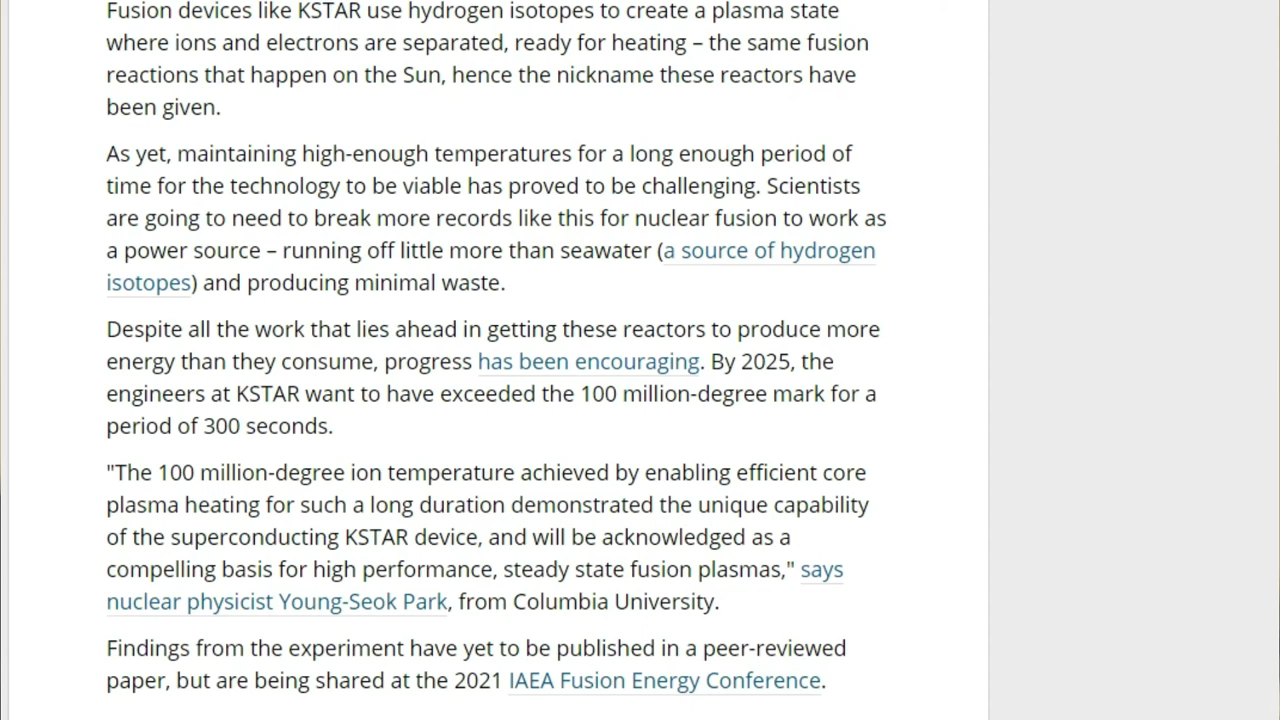 Fusion devices like KSTAR use hydrogen isotopes to create a plasma state
where ions and electrons are separated, ready for heating – the same fusion
reactions that happen on the Sun, hence the nickname these reactors have
been given.
As yet, maintaining high-enough temperatures for a long enough period of
time for the technology to be viable has proved to be challenging. Scientists
are going to need to break more records like this for nuclear fusion to work as
a power source – running off little more than seawater (a source of hydrogen
isotopes) and producing minimal waste.
Despite all the work that lies ahead in getting these reactors to produce more
energy than they consume, progress has been encouraging. By 2025, the
engineers at KSTAR want to have exceeded the 100 million-degree mark for a
period of 300 seconds.
"The 100 million-degree ion temperature achieved by enabling efficient core
plasma heating for such a long duration demonstrated the unique capability
of the superconducting KSTAR device, and will be acknowledged as a
compelling basis for high performance, steady state fusion plasmas," says
nuclear physicist Young-Seok Park, from Columbia University.
Findings from the experiment have yet to be published in a peer-reviewed
paper, but are being shared at the 2021 IAEA Fusion Energy Conference.